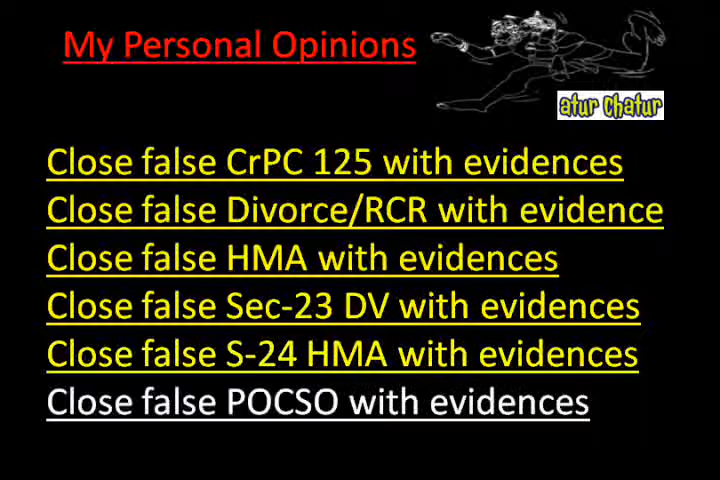 My Personal Opinions
atur Chatur
Close false CrPC 125 with evidences
Close false Divorce/RCR with evidence
Close false HMA with evidences
Close false Sec-23 DV with evidences
Close false S-24 HMA with evidences
Close false POCSO with evidences